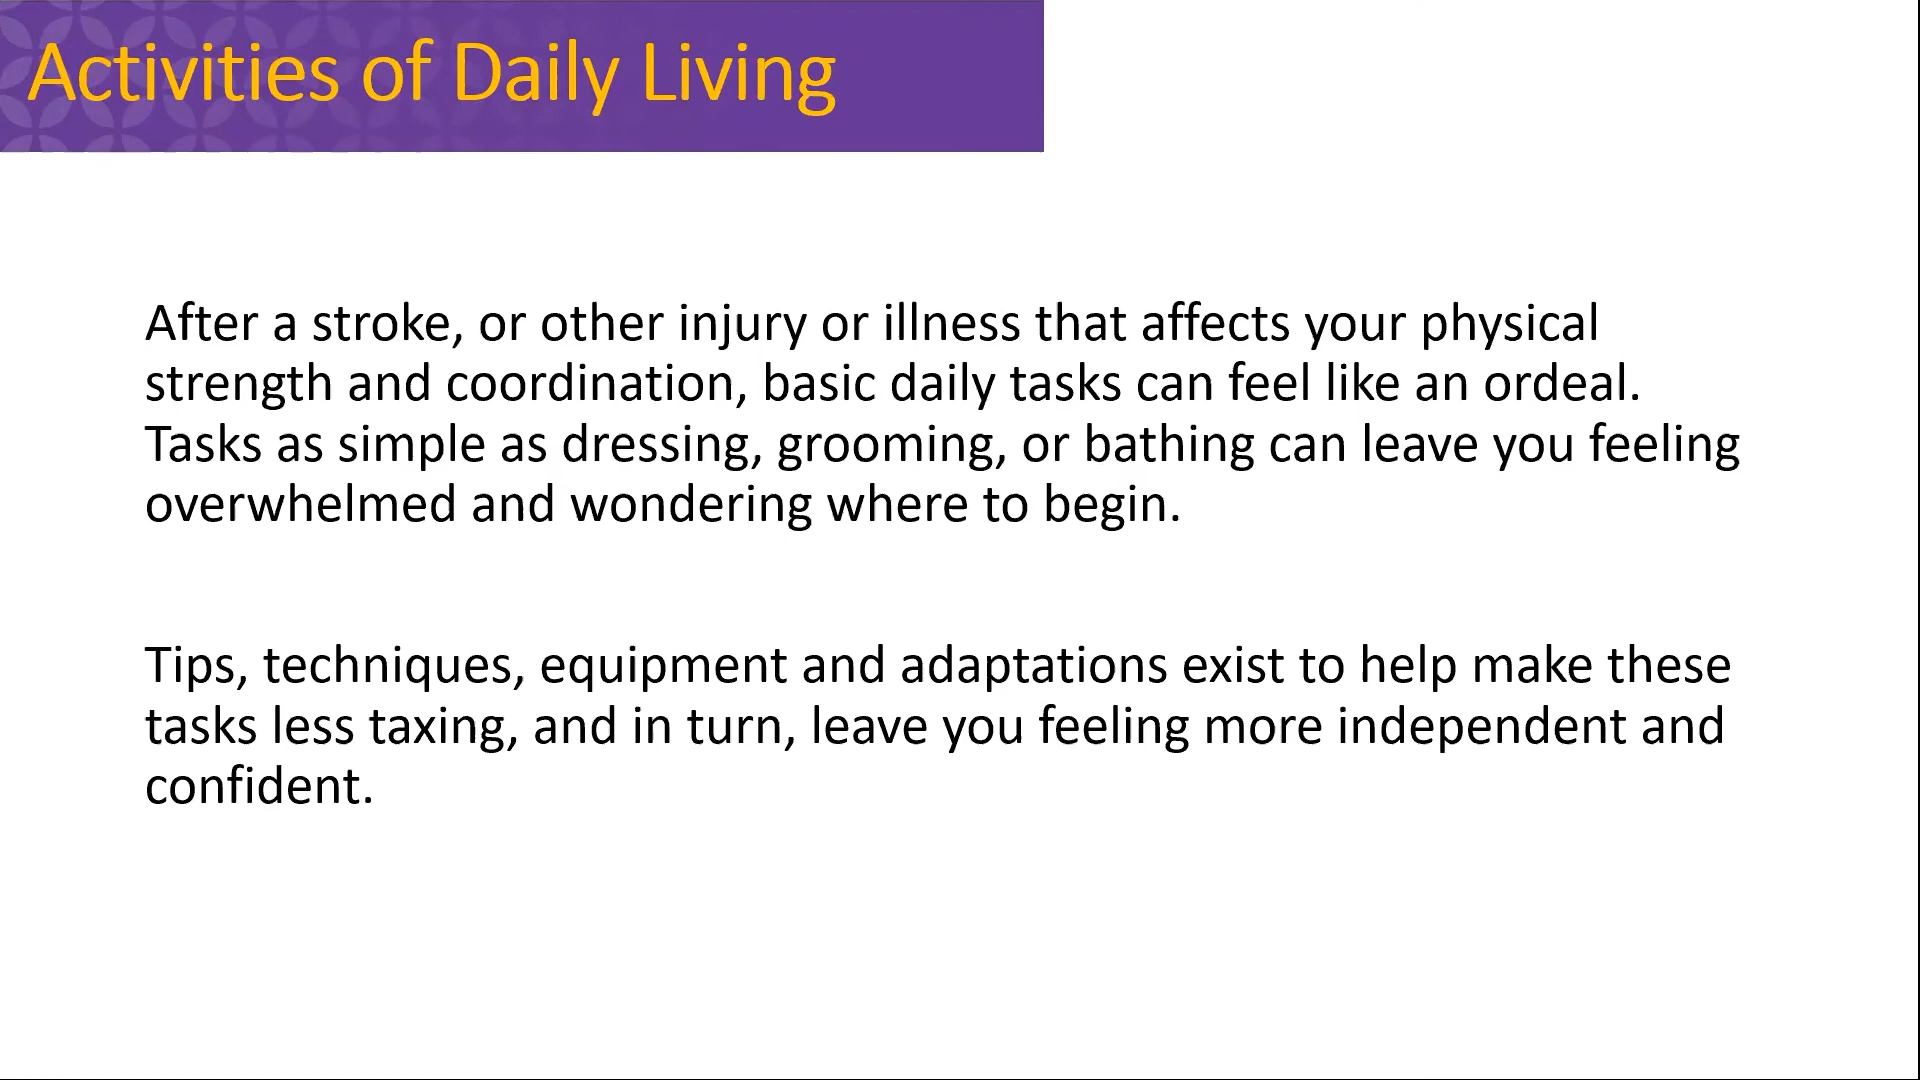 Activities of Daily Living
After a stroke, or other injury or illness that affects your physical
strength and coordination, basic daily tasks can feel like an ordeal.
Tasks as simple as dressing, grooming, or bathing can leave you feeling
overwhelmed and wondering where to begin.
Tips, techniques, equipment and adaptations exist to help make these
tasks less taxing, and in turn, leave you feeling more independent and
confident.